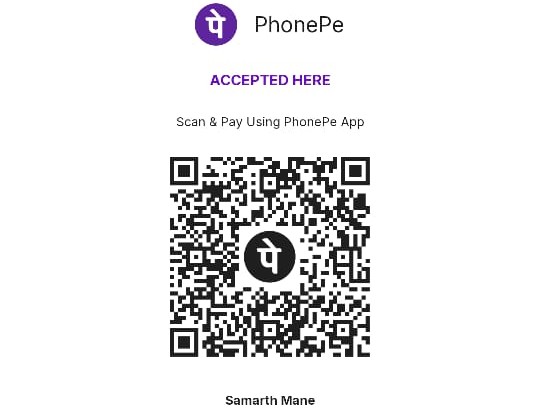 पे PhonePe
ACCEPTED HERE
Scan & Pay Using PhonePe App
पे
Samarth Mane